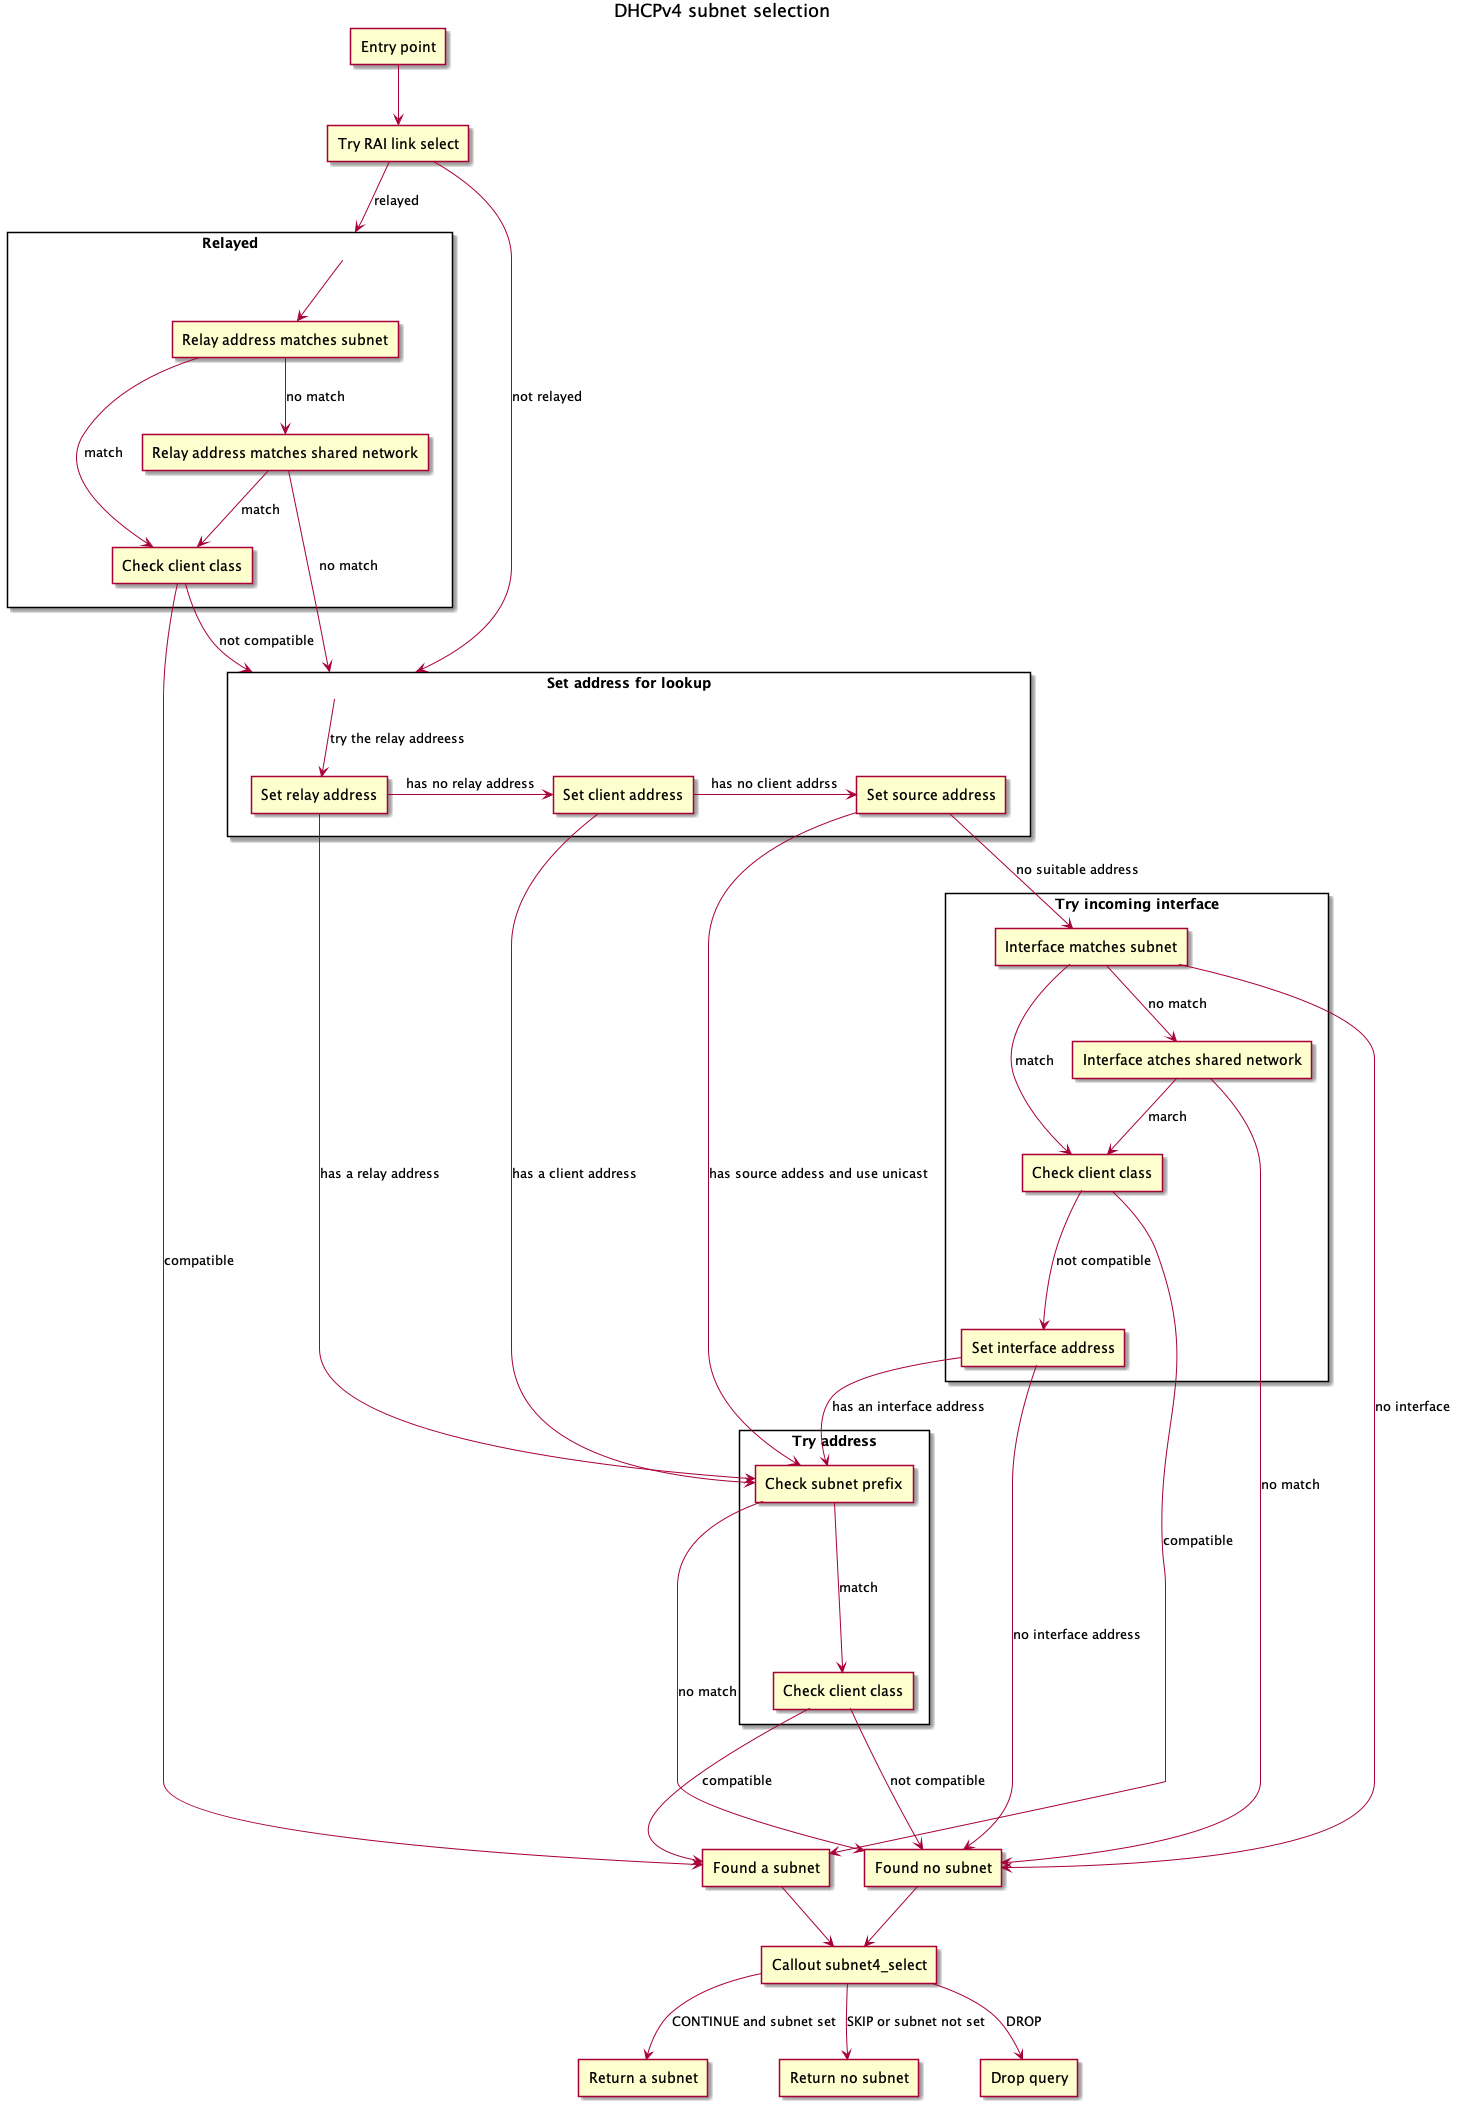 DHCPv4 subnet selection
Entry point
Try RAI link select
relayed
Relayed
Relay address matches subnet
no match
not relayed
match
Relay address matches shared network
match
Check client class
no match
not compatible
Set address for lookup
try the relay addreess
Set relay address
has no relay address
Set client address
has no client addrss
Set source address
no suitable address
Try incoming interface
Interface matches subnet
no match
match
Interface atches shared network
march
Check client class
has a relay address
has a client address
has source addess and use unicast
compatible
not compatible
Set interface address
has an interface address
no interface
Try address
Check subnet prefix
no match
compatible
match
no interface address
no match
Check client class
compatible
not compatible
Found a subnet
Found no subnet
Callout subnet4_select
CONTINUE and subnet set
SKIP or subnet not set
DROP
Return a subnet
Return no subnet
Drop query